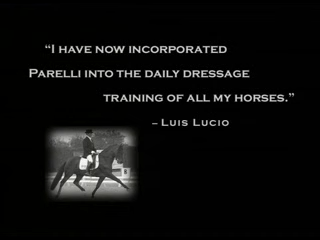 “I HAVE NOW INCORPORATED
PARELLI INTO THE DAILY DRESSAGE
TRAINING OF ALL MY HORSES.”
– LUIS LUCIO